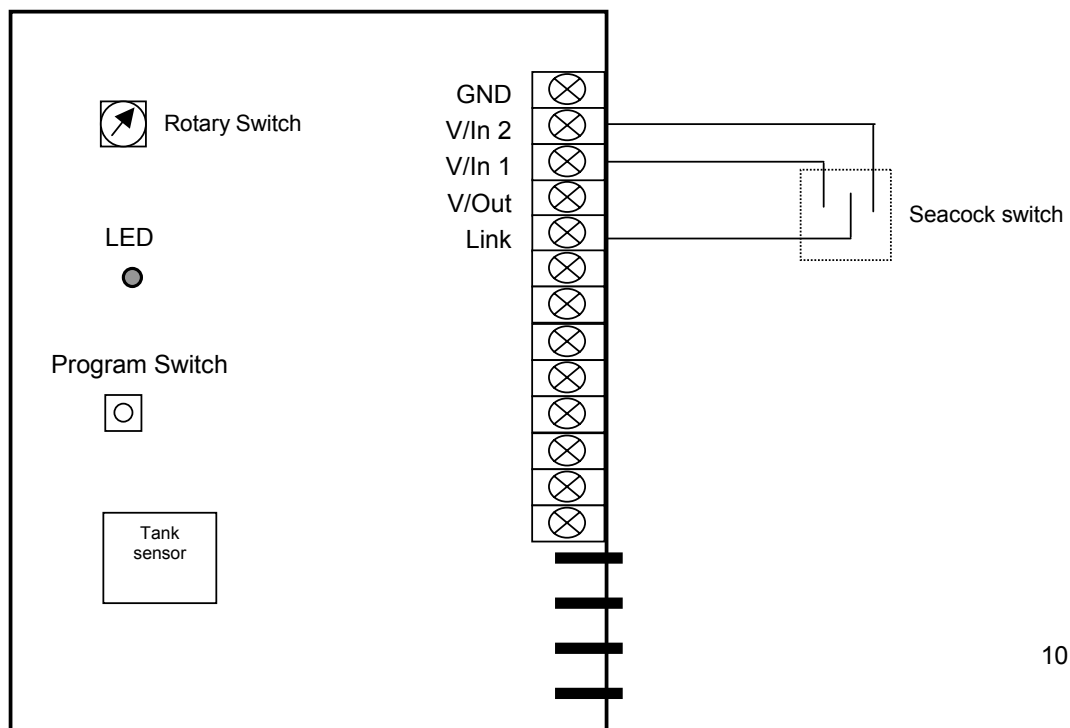 GND
Rotary Switch
V/In 2
V/In 1
V/Out
Seacock switch
LED
Link
Program Switch
Tank
sensor
10